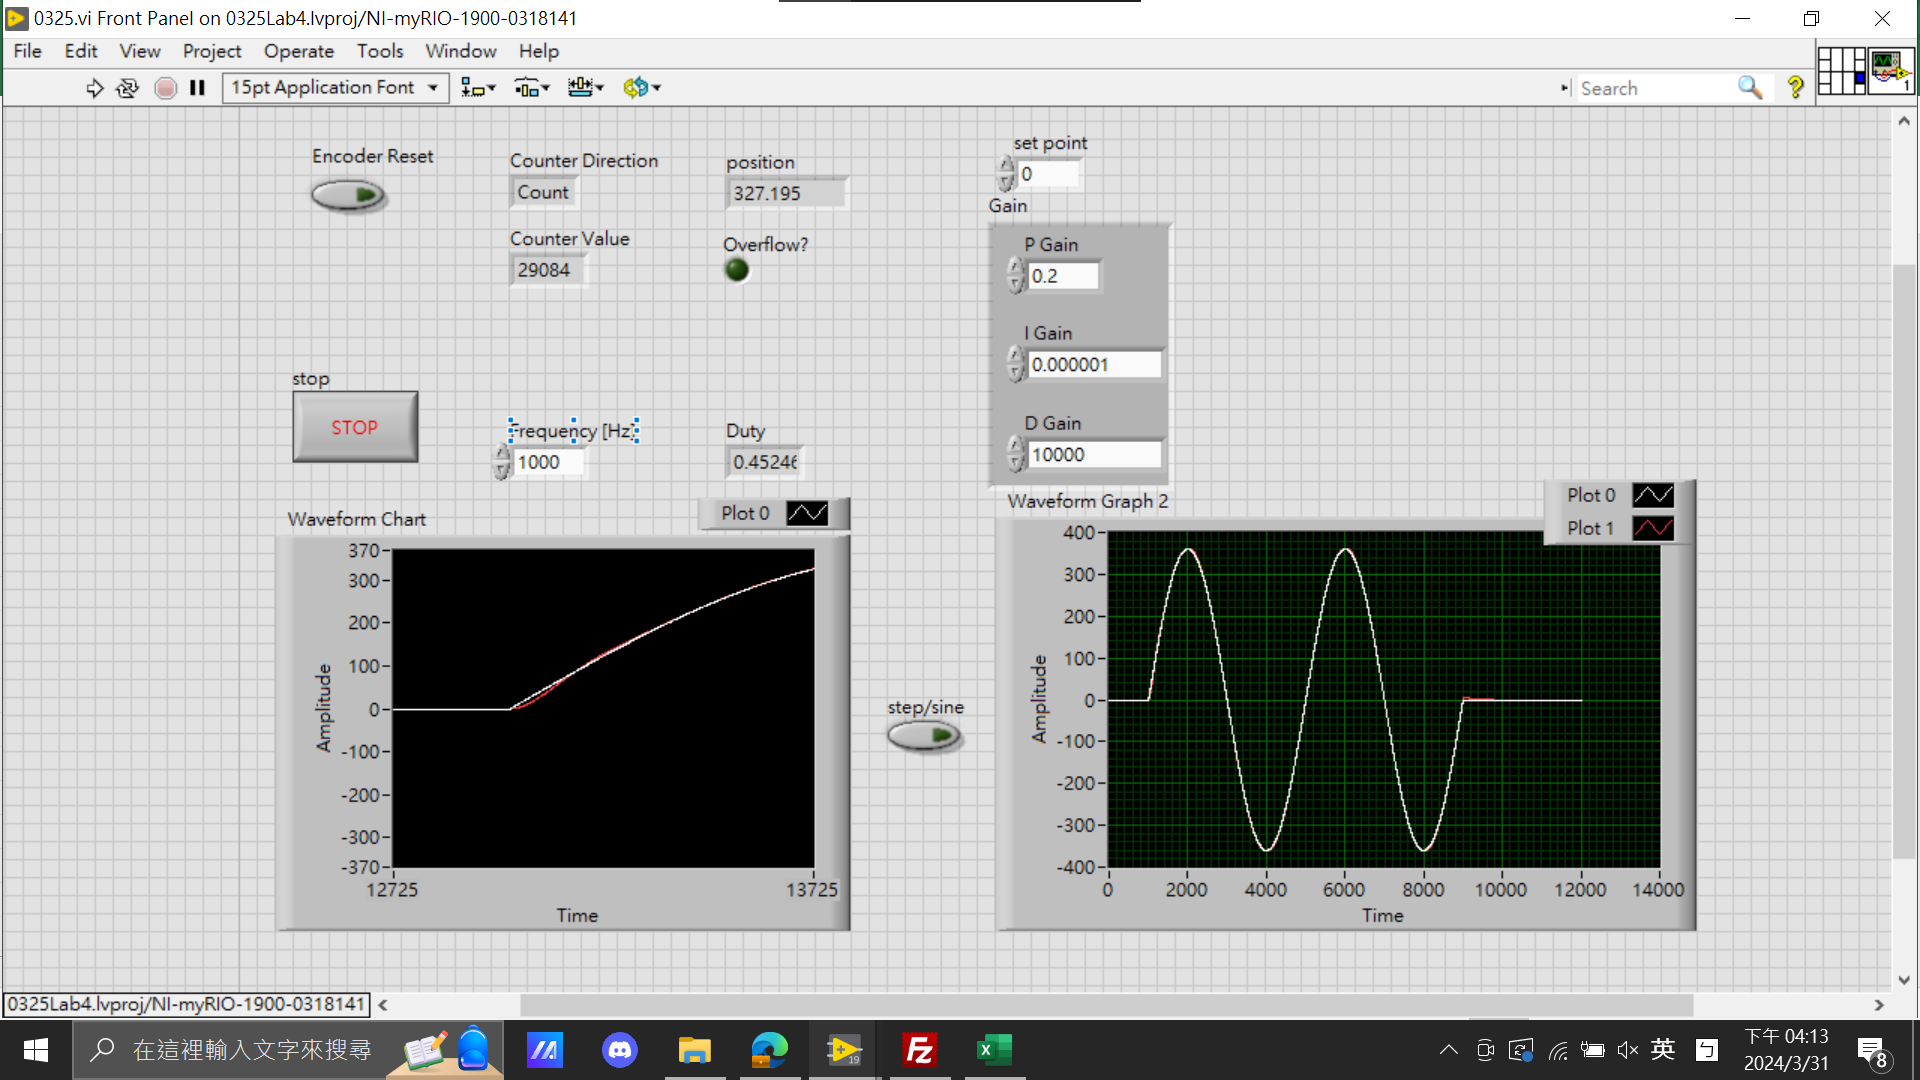 0325.vi Front Panel on 0325Lab4.lvproj/NI-myRIO-1900-0318141
File Edit View Project Operate Tools Window Help
15pt Application Font
Search
1
Encoder Reset
Counter Direction
Count
position
327.195
set point
0
Counter Value
29084
Overflow?
Gain
P Gain
0.2
I Gain
0.000001
D Gain
10000
stop
STOP
Frequency [Hz]
1000
Duty
0.45246
Waveform Chart
Plot 0
Amplitude
370
300
200
100
0
-100
-200
-300
-370
12725
13725
Time
step/sine
Waveform Graph 2
Plot 0
Plot 1
Amplitude
400
300
200
100
0
-100
-200
-300
-400
0 2000 4000 6000 8000 10000 12000 14000
Time
0325Lab4.lvproj/NI-myRIO-1900-0318141
在這裡輸入文字來搜尋
19
英
ㄅ
下午 04:13
2024/3/31
8